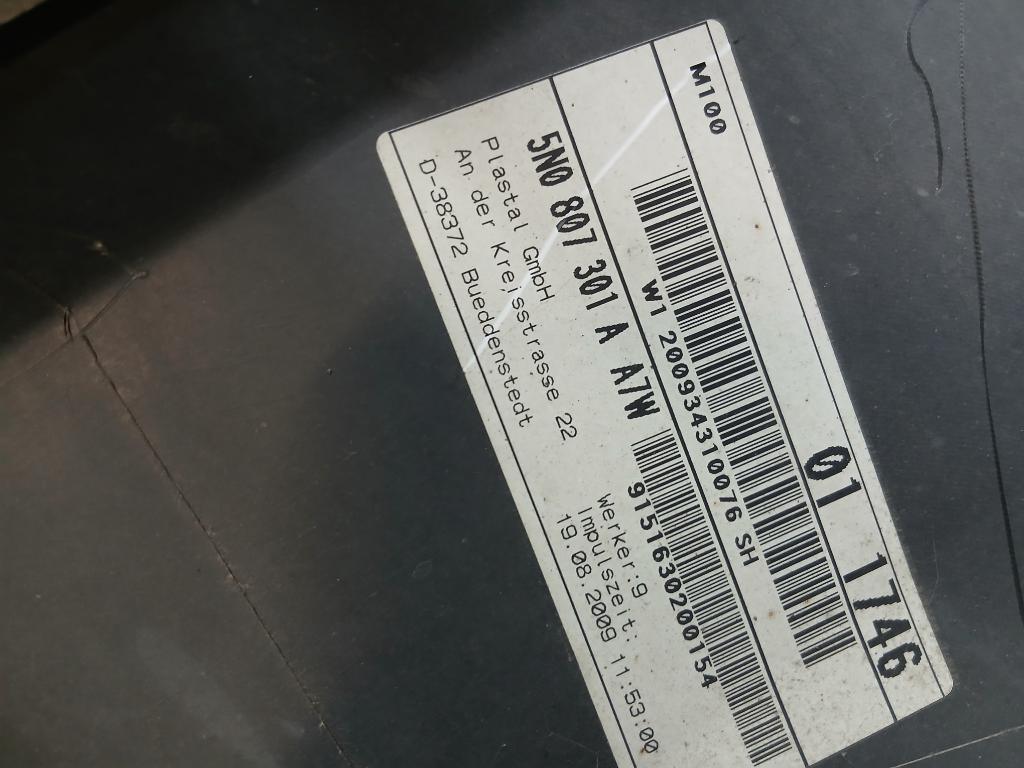 M100
01 1746
W1 200934310076 SH
5N0 807 301 A A7W
9151630200154
Plastal GmbH
An der Kreisstrasse 22
D-38372 Bueddenstedt
Werker:9
Impulszeit:
19.08.2009 11:53:00